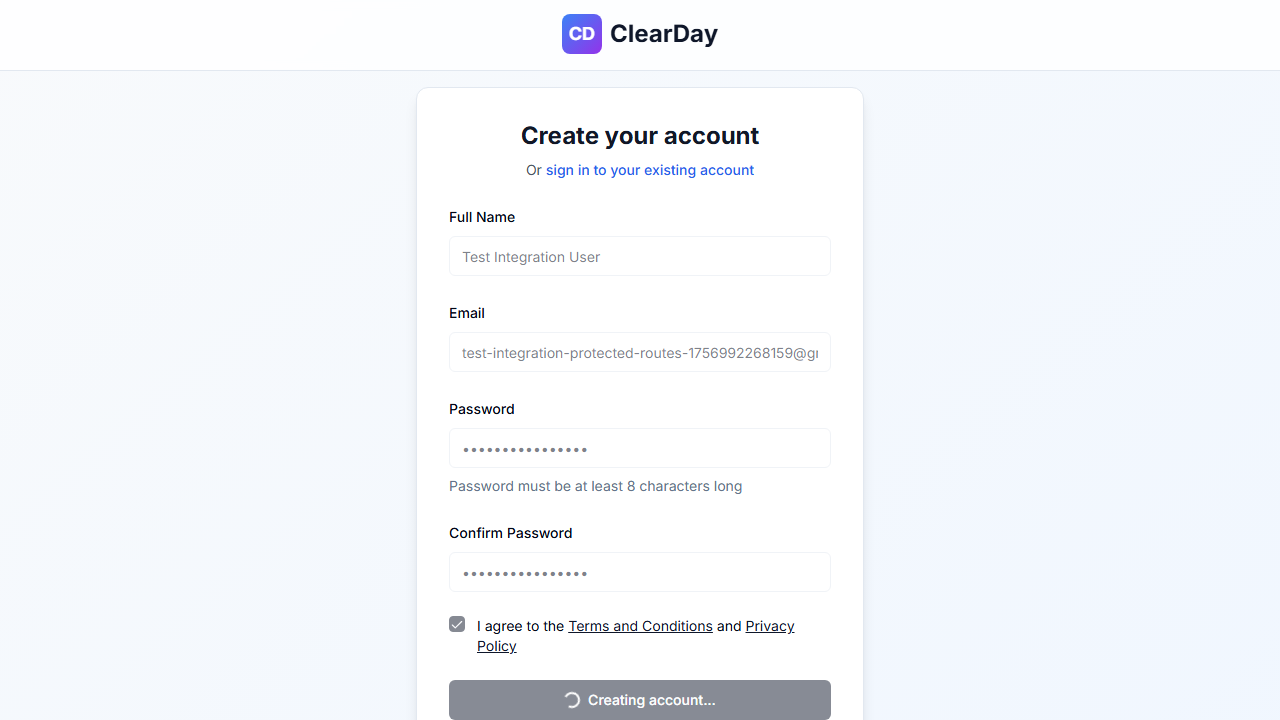 CD ClearDay
Create your account
Or sign in to your existing account
Full Name
Test Integration User
Email
test-integration-protected-routes-1756992268159@
Password
••••••••••••••••
Password must be at least 8 characters long
Confirm Password
••••••••••••••••
I agree to the Terms and Conditions and Privacy
Policy
Creating account...